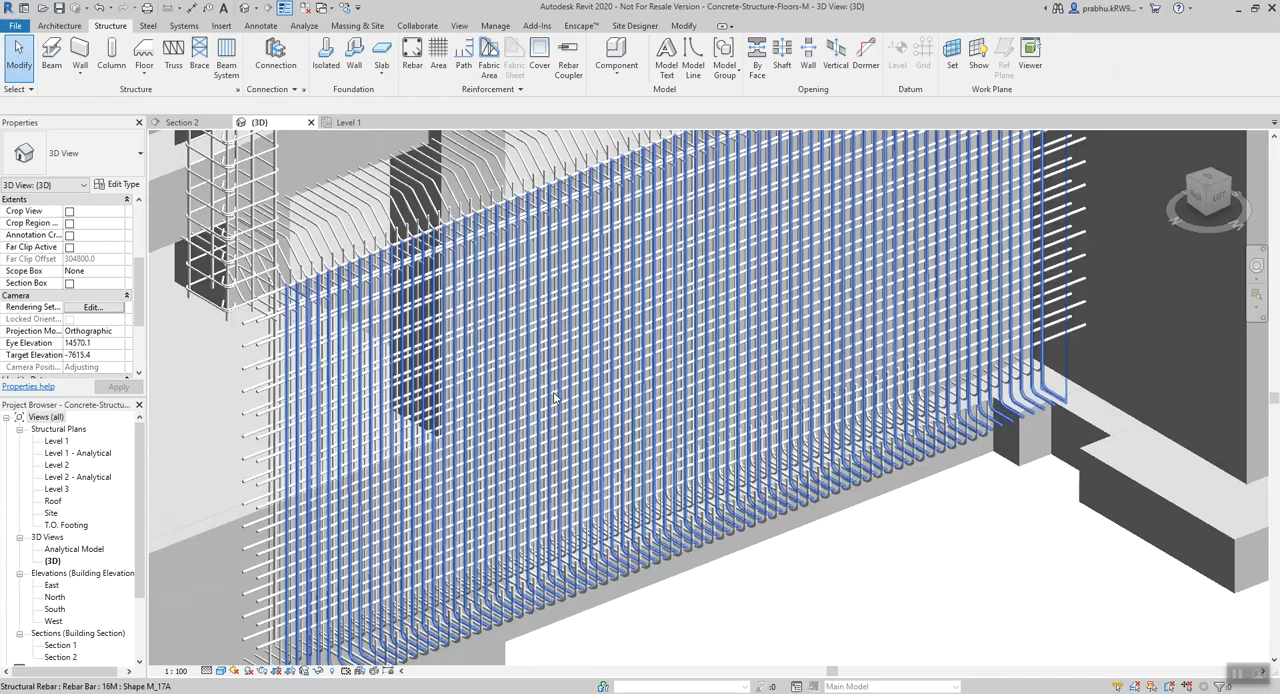 Autodesk Revit 2020 - Not For Resale Version - Concrete-Structure-Floors-M - 3D View: {3D}
prabhu.kRW9...
File Architecture Structure Steel Systems Insert Annotate Analyze Massing & Site Collaborate View Manage Add-Ins Enscape™ Site Designer Modify
Modify Beam Wall Column Floor Truss Brace Beam System Connection Isolated Wall Slab Rebar Area Path Fabric Area Fabric Sheet Cover Rebar Coupler Component Model Text Model Line Model Group By Face Shaft Wall Vertical Dormer Level Grid Set Show Ref Plane Viewer
Select Structure Connection Foundation Reinforcement Model Opening Datum Work Plane
Properties
Section 2 {3D} Level 1
3D View
3D View: {3D} Edit Type
Extents
Crop View
Crop Region ...
Annotation Cr...
Far Clip Active
Far Clip Offset 304800.0
Scope Box None
Section Box
Camera
Rendering Set... Edit...
Locked Orient...
Projection Mo... Orthographic
Eye Elevation 14570.1
Target Elevation -7615.4
Camera Positi... Adjusting
Properties help Apply
Project Browser - Concrete-Structu...
Views (all)
Structural Plans
Level 1
Level 1 - Analytical
Level 2
Level 2 - Analytical
Level 3
Roof
Site
T.O. Footing
3D Views
Analytical Model
{3D}
Elevations (Building Elevation
East
North
South
West
Sections (Building Section)
Section 1
Section 2
1 : 100
Structural Rebar : Rebar Bar : 16M : Shape M_17A
:0
Main Model
:0